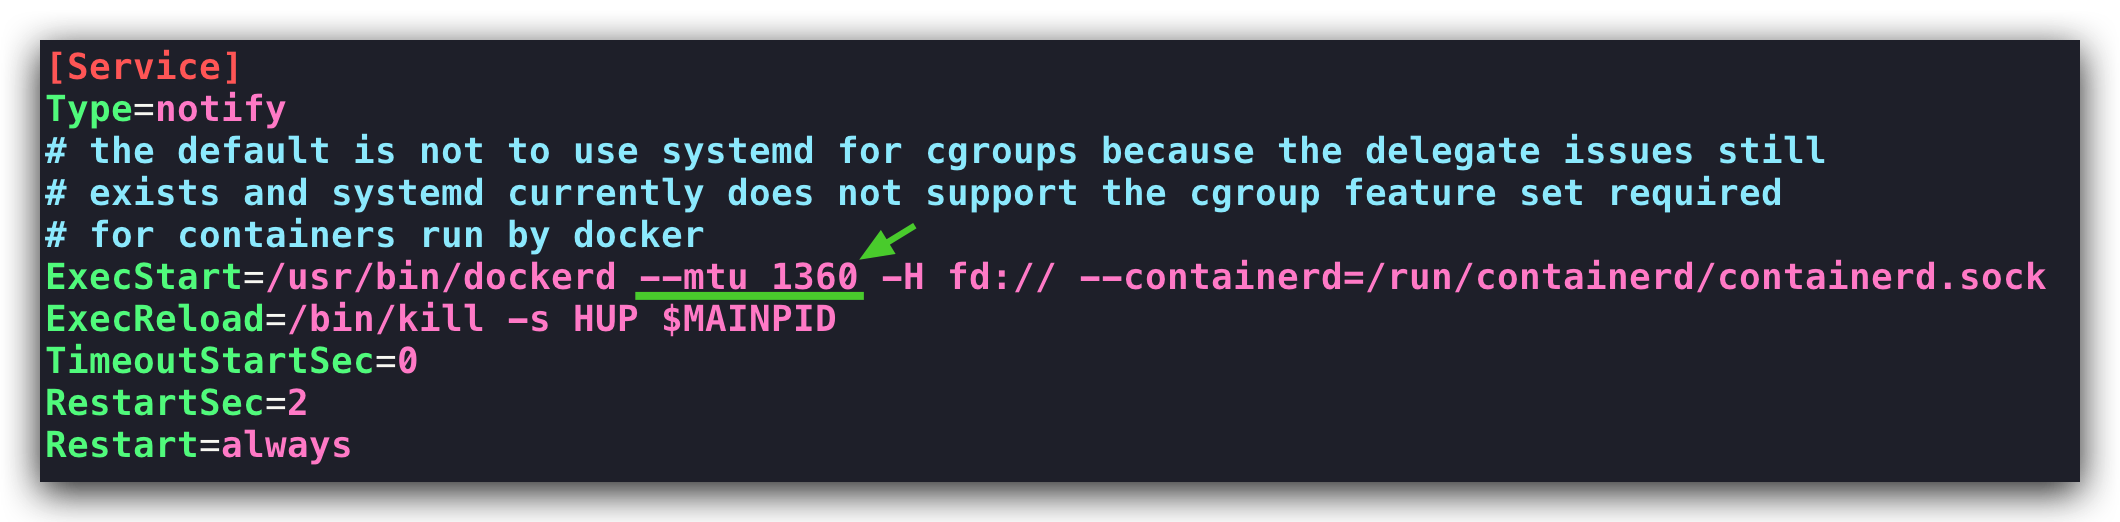 [Service]
Type=notify
# the default is not to use systemd for cgroups because the delegate issues still
# exists and systemd currently does not support the cgroup feature set required
# for containers run by docker
ExecStart=/usr/bin/dockerd --mtu 1360 -H fd:// --containerd=/run/containerd/containerd.sock
ExecReload=/bin/kill -s HUP $MAINPID
TimeoutStartSec=0
RestartSec=2
Restart=always